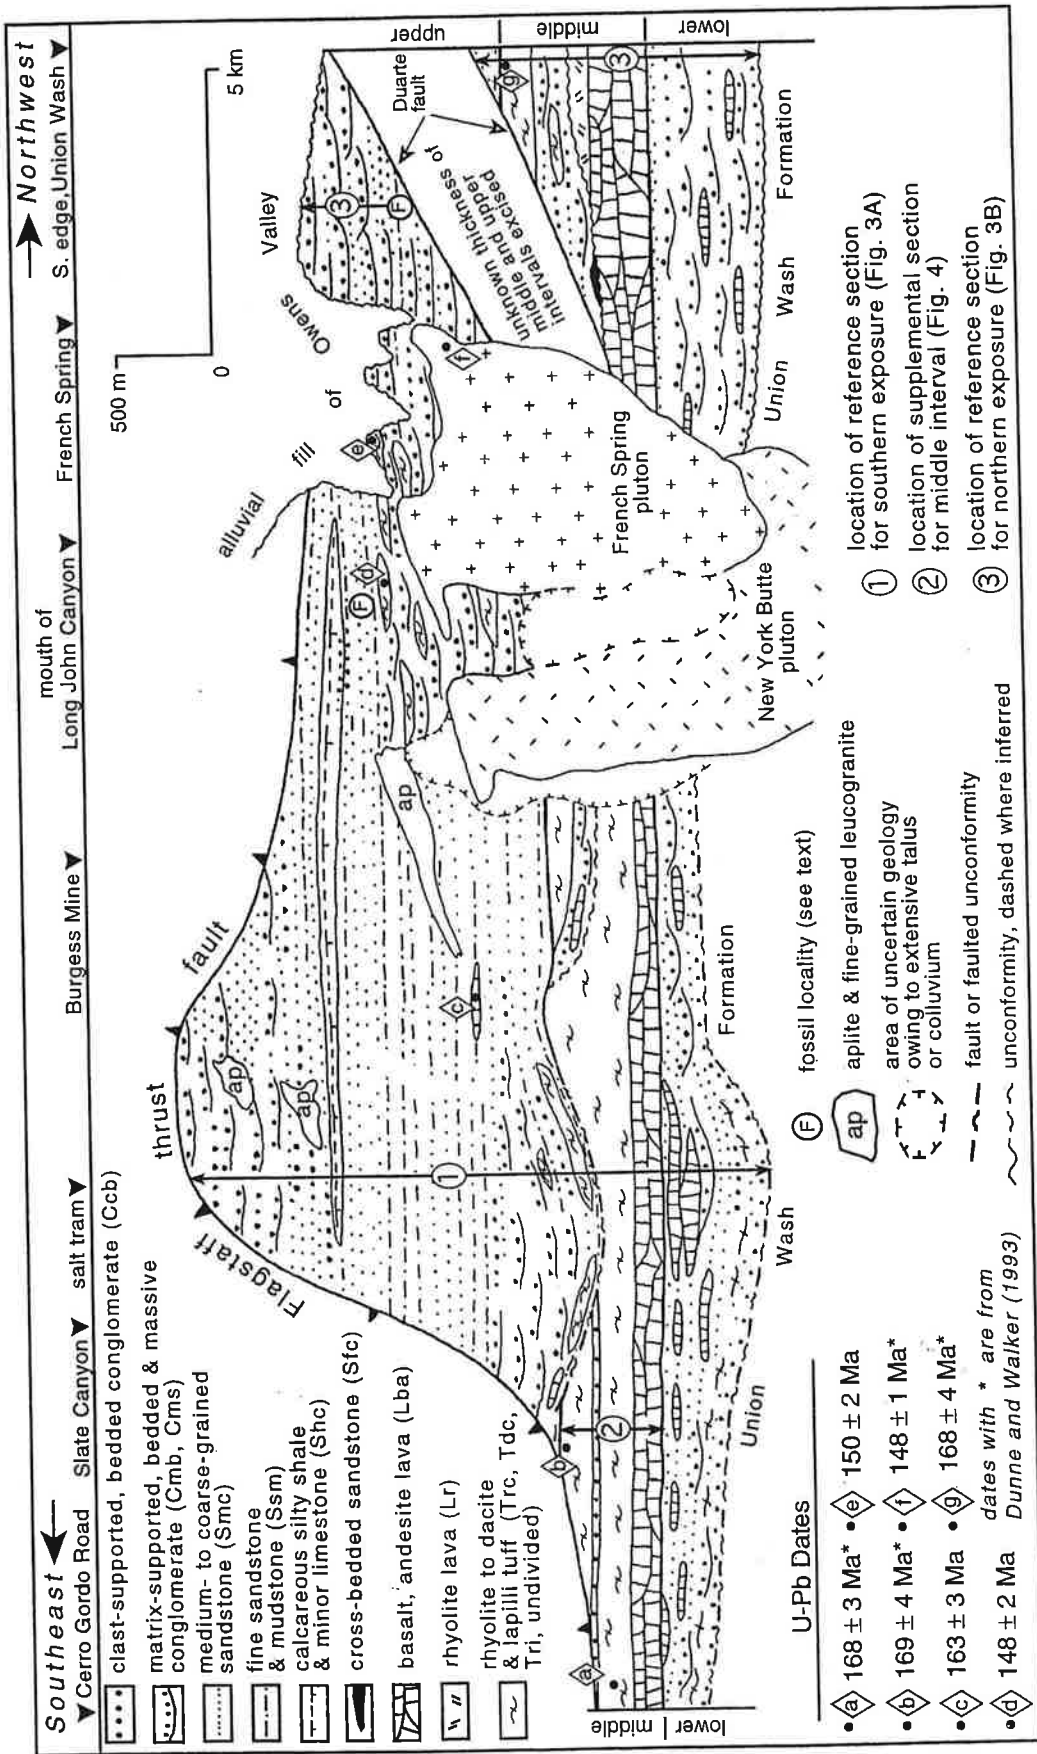 Southeast
Northwest
Cerro Gordo Road
Slate Canyon
salt tram
Burgess Mine
mouth of
Long John Canyon
French Spring
S. edge, Union Wash
clast-supported, bedded conglomerate (Ccb)
matrix-supported, bedded & massive
conglomerate (Cmb, Cms)
medium- to coarse-grained
sandstone (Smc)
fine sandstone
& mudstone (Ssm)
calcareous silty shale
& minor limestone (Shc)
cross-bedded sandstone (Sfc)
basalt, andesite lava (Lba)
rhyolite lava (Lr)
rhyolite to dacite
& lapilli tuff (Trc, Tdc,
Tri, undivided)
500 m
0
5 km
Flagstaff
thrust
fault
alluvial
fill
of
Owens
Valley
Duarte
fault
unknown thickness of
middle and upper
intervals excised
upper
middle
lower
middle
lower
ap
ap
ap
a
b
c
d
e
f
g
F
F
1
2
3
3
French Spring
pluton
New York Butte
pluton
Union
Wash
Formation
Union
Wash
Formation
U-Pb Dates
a 168 ± 3 Ma*
b 169 ± 4 Ma*
c 163 ± 3 Ma
d 148 ± 2 Ma
e 150 ± 2 Ma
f 148 ± 1 Ma*
g 168 ± 4 Ma*
dates with * are from
Dunne and Walker (1993)
F fossil locality (see text)
ap aplite & fine-grained leucogranite
area of uncertain geology
owing to extensive talus
or colluvium
fault or faulted unconformity
unconformity, dashed where inferred
1 location of reference section
for southern exposure (Fig. 3A)
2 location of supplemental section
for middle interval (Fig. 4)
3 location of reference section
for northern exposure (Fig. 3B)